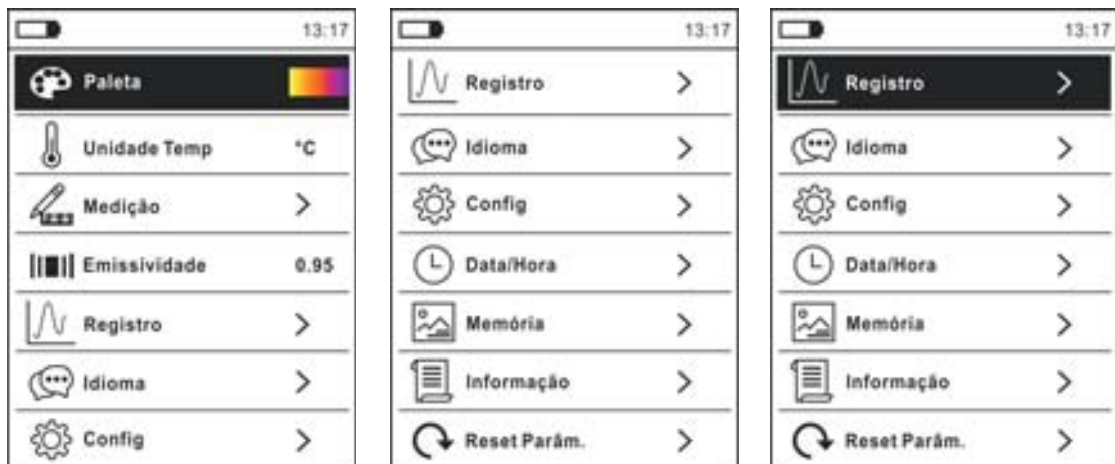 13:17
Paleta
Unidade Temp °C
Medição
Emissividade 0.95
Registro
Idioma
Config
13:17
Registro
Idioma
Config
Data/Hora
Memória
Informação
Reset Parâm.
13:17
Registro
Idioma
Config
Data/Hora
Memória
Informação
Reset Parâm.